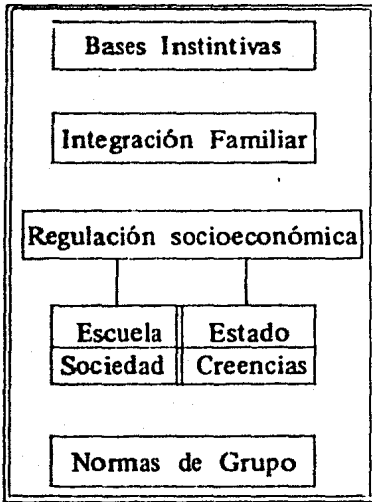 Bases Instintivas
Integración Familiar
Regulación socioeconómica
Escuela Estado
Sociedad Creencias
Normas de Grupo